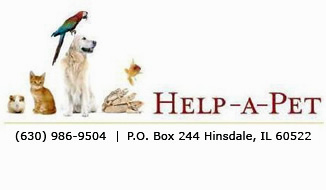 HELP-A-PET
(630) 986-9504 | P.O. Box 244 Hinsdale, IL 60522